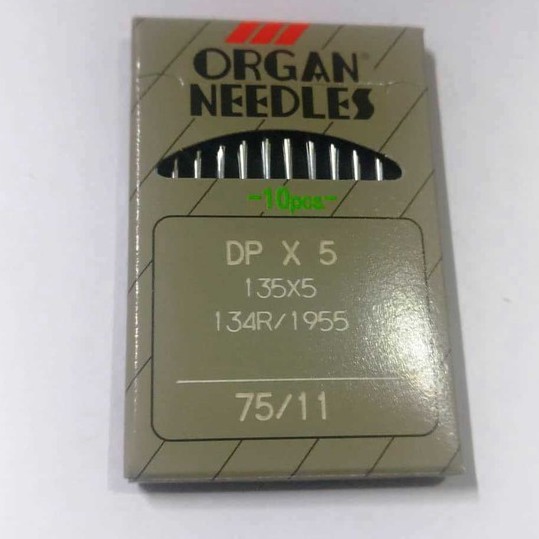 ORGAN®
NEEDLES
-10pcs-
DP X 5
135X5
134R/1955
75/11